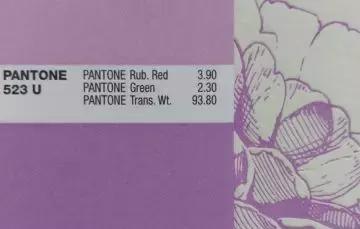 PANTONE PANTONE Rub. Red 3.90
523 U PANTONE Green 2.30
PANTONE Trans. Wt. 93.80